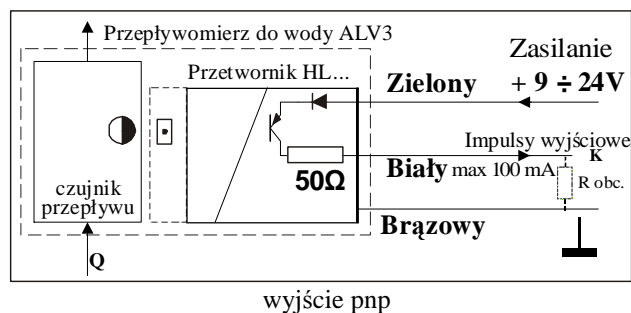 Przepływomierz do wody ALV3
Zasilanie
Przetwornik HL...
Zielony
+ 9 ÷ 24V
Impulsy wyjściowe
K
50Ω
Biały max 100 mA
R obc.
czujnik
przepływu
Brązowy
Q
wyjście pnp